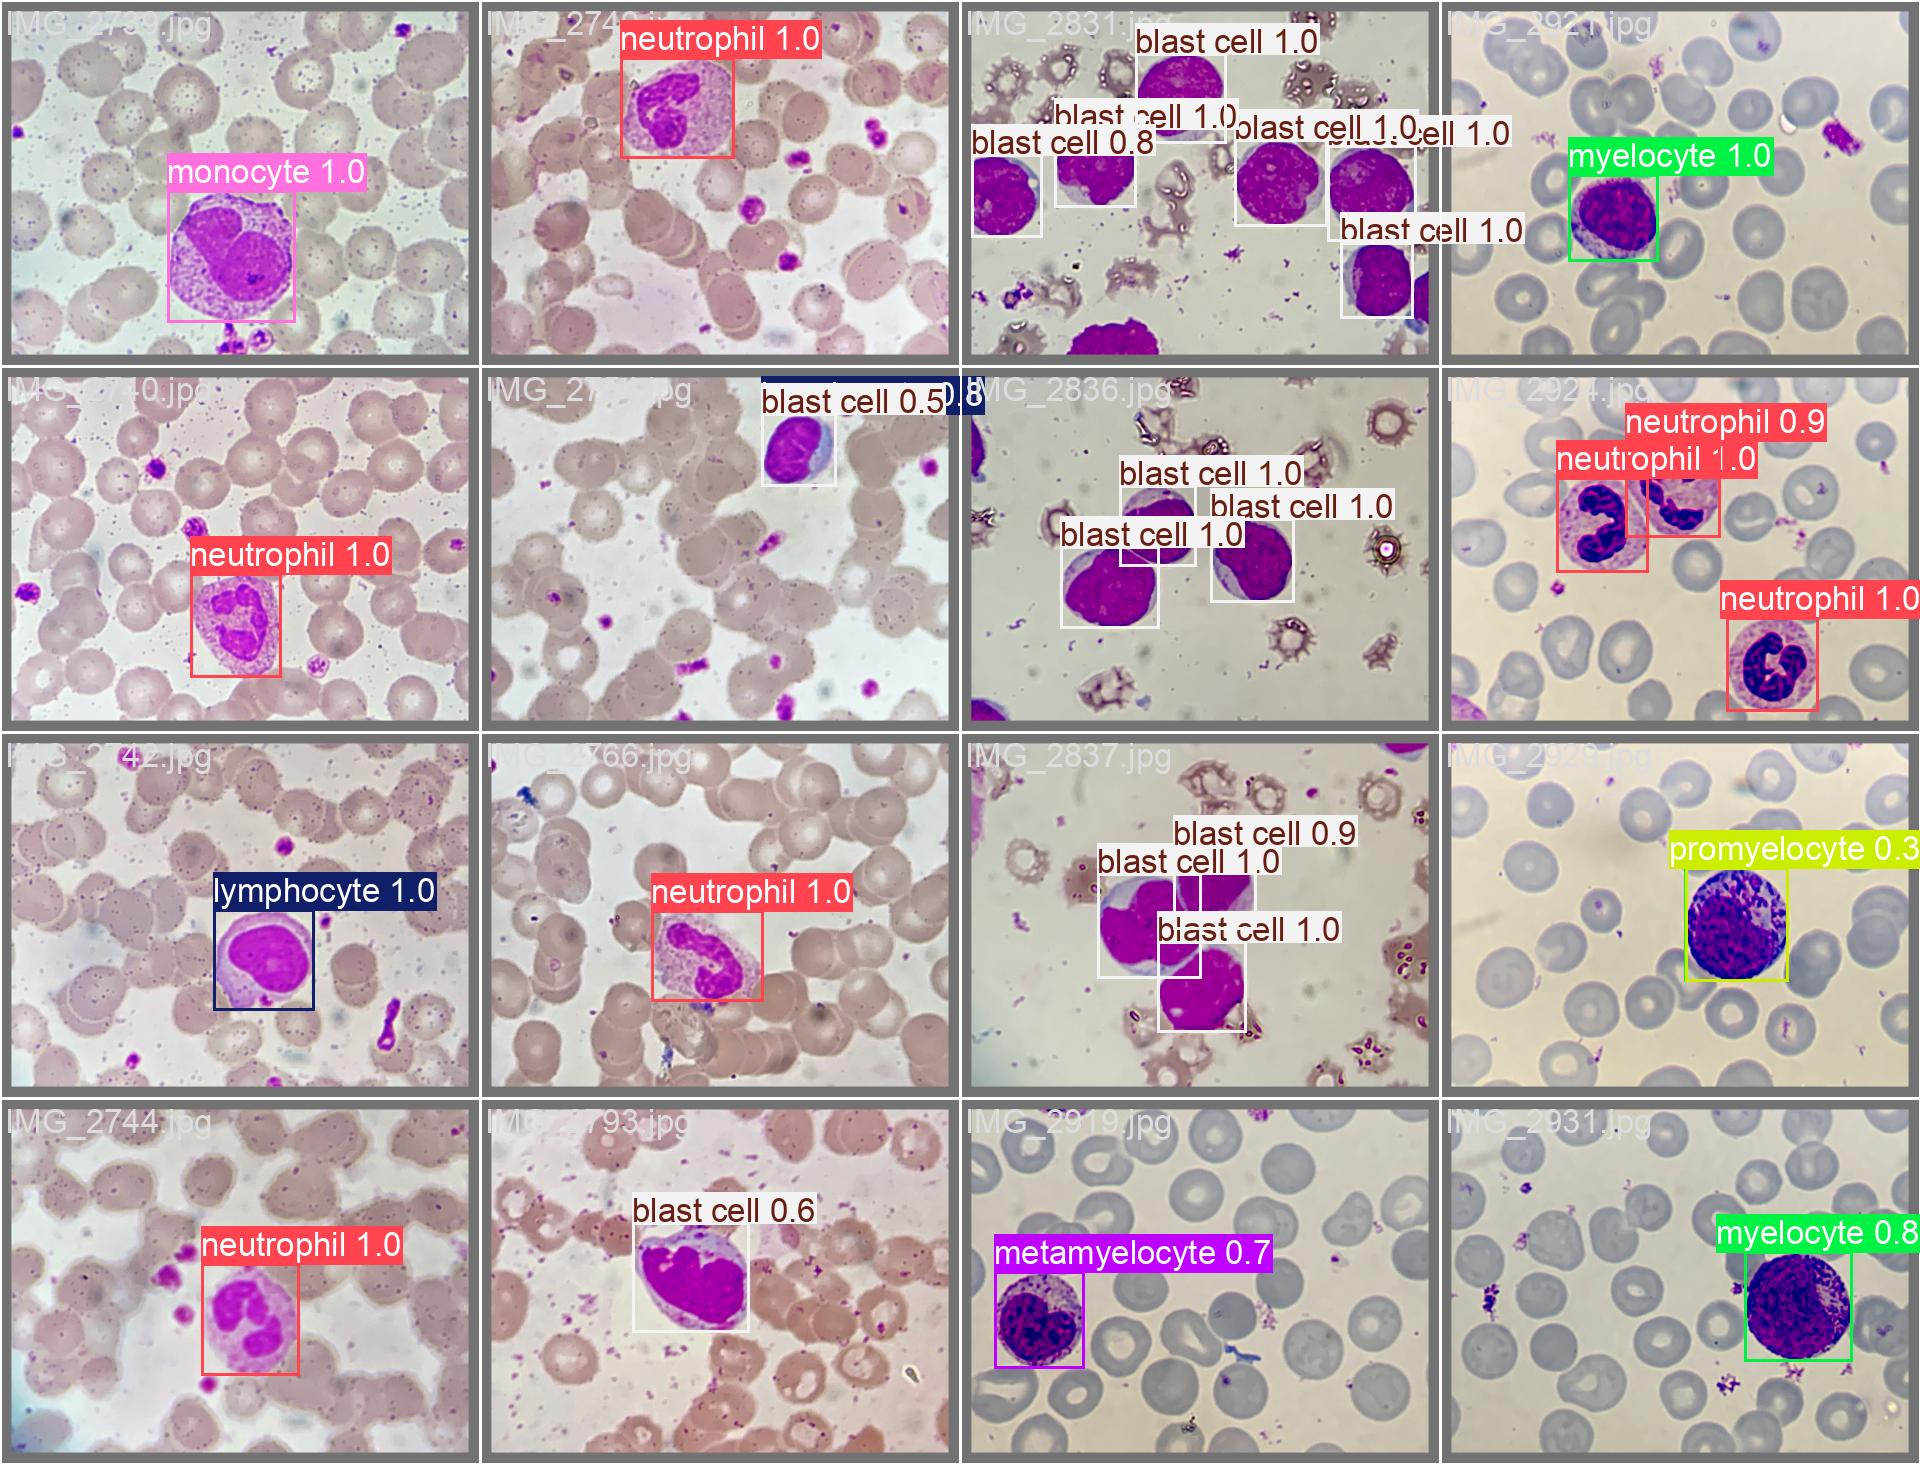 IMG_2739.jpg
monocyte 1.0
neutrophil 1.0
IMG_2831.jpg
blast cell 1.0
blast cell 1.0
blast cell 0.8
blast cell 1.0
cell 1.0
blast cell 1.0
IMG_2921.jpg
myelocyte 1.0
IMG_2740.jpg
neutrophil 1.0
0.8
blast cell 0.5
IMG_2836.jpg
blast cell 1.0
blast cell 1.0
blast cell 1.0
IMG_2924.jpg
neutrophil 0.9
neutrophil 1.0
neutrophil 1.0
IMG_2742.jpg
lymphocyte 1.0
IMG_2766.jpg
neutrophil 1.0
IMG_2837.jpg
blast cell 0.9
blast cell 1.0
blast cell 1.0
IMG_2929.jpg
promyelocyte 0.3
IMG_2744.jpg
neutrophil 1.0
IMG_2793.jpg
blast cell 0.6
IMG_2919.jpg
metamyelocyte 0.7
IMG_2931.jpg
myelocyte 0.8